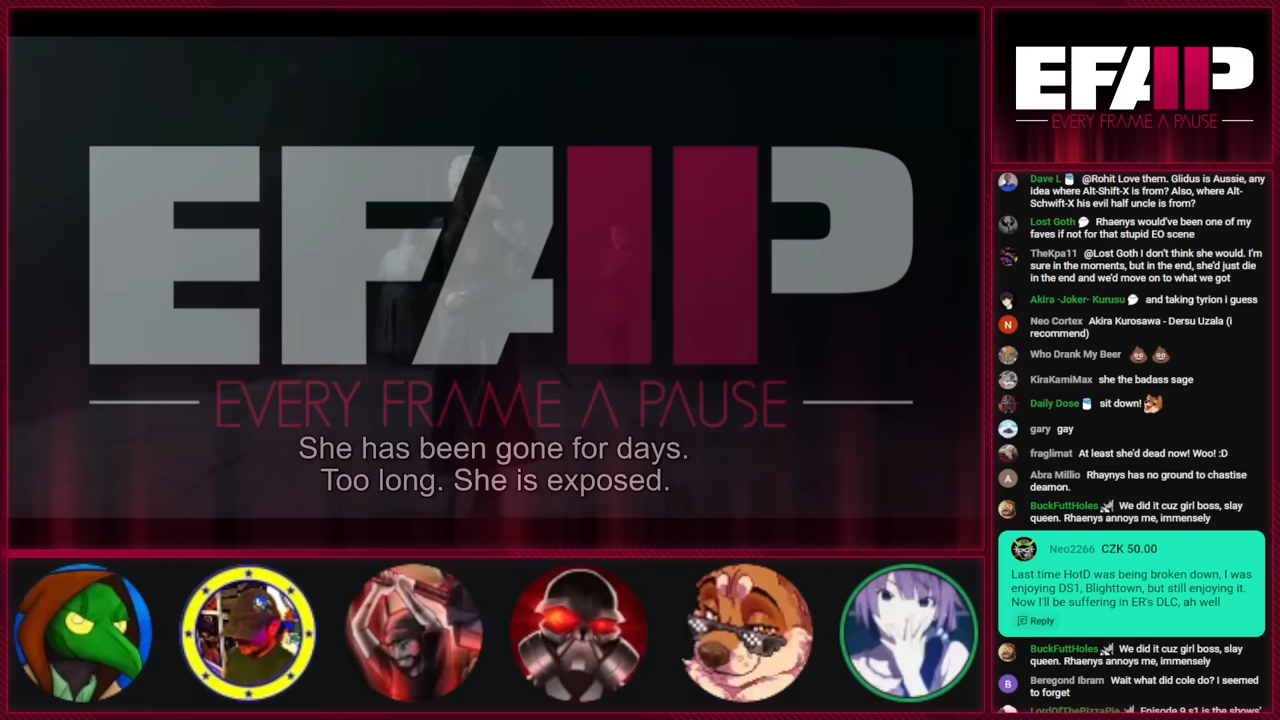 EFAP
EVERY FRAME A PAUSE
She has been gone for days.
Too long. She is exposed.
EFAP
EVERY FRAME A PAUSE
Dave L @Rohit Love them. Glidus is Aussie, any
idea where Alt-Shift-X is from? Also, where Alt-
Schwift-X his evil half uncle is from?
Lost Goth Rhaenys would've been one of my
faves if not for that stupid EO scene
TheKpa11 @Lost Goth I don't think she would. I'm
sure in the moments, but in the end, she'd just die
in the end and we'd move on to what we got
Akira -Joker- Kurusu and taking tyrion i guess
N
Neo Cortex Akira Kurosawa - Dersu Uzala (i
recommend)
Who Drank My Beer 💩 💩
KiraKamiMax she the badass sage
Daily Dose sit down!
gary gay
fraglimat At least she'd dead now! Woo! :D
A
Abra Millio Rhaynys has no ground to chastise
deamon.
BuckFuttHoles We did it cuz girl boss, slay
queen. Rhaenys annoys me, immensely
Neo2266 CZK 50.00
Last time HotD was being broken down, I was
enjoying DS1, Blighttown, but still enjoying it.
Now I'll be suffering in ER's DLC, ah well
Reply
BuckFuttHoles We did it cuz girl boss, slay
queen. Rhaenys annoys me, immensely
B
Beregond Ibram Wait what did cole do? I seemed
to forget
LordOfThePizzaPie Episode 9 s1 is the shows'